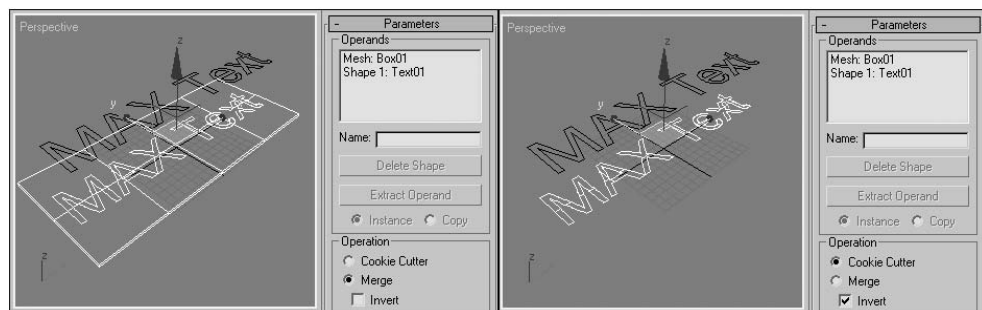 Perspective
MAX Text
MAX Text
z
y
z
- Parameters
Operands
Mesh: Box01
Shape 1: Text01
Name:
Delete Shape
Extract Operand
Instance Copy
Operation
Cookie Cutter
Merge
Invert
Perspective
MAX Text
MAX Text
z
y
z
- Parameters
Operands
Mesh: Box01
Shape 1: Text01
Name:
Delete Shape
Extract Operand
Instance Copy
Operation
Cookie Cutter
Merge
Invert